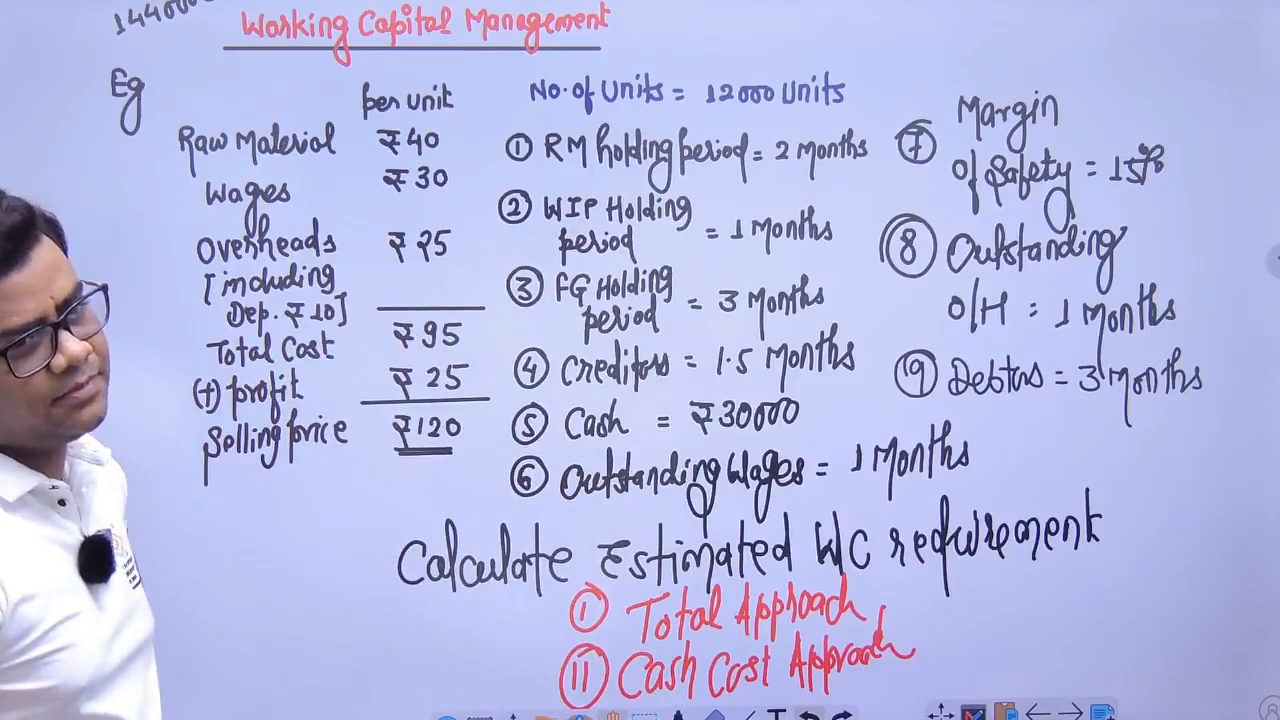 144000
Working Capital Management
Eg
per unit
Raw Material ₹40
Wages ₹30
Overheads ₹25
[including
Dep. ₹10]
Total Cost ₹95
(+) profit ₹25
Selling price ₹120
No. of Units = 12000 Units
① RM holding period = 2 Months
② WIP Holding
period = 1 Months
③ FG Holding
period = 3 Months
④ Creditors = 1.5 Months
⑤ Cash = ₹30000
⑥ Outstanding Wages = 1 Months
⑦ Margin
of Safety = 15%
⑧ Outstanding
O/H = 1 Months
⑨ Debtors = 3 Months
Calculate Estimated W/C requirement
ⓘ Total Approach
ⓘⓘ Cash Cost Approach